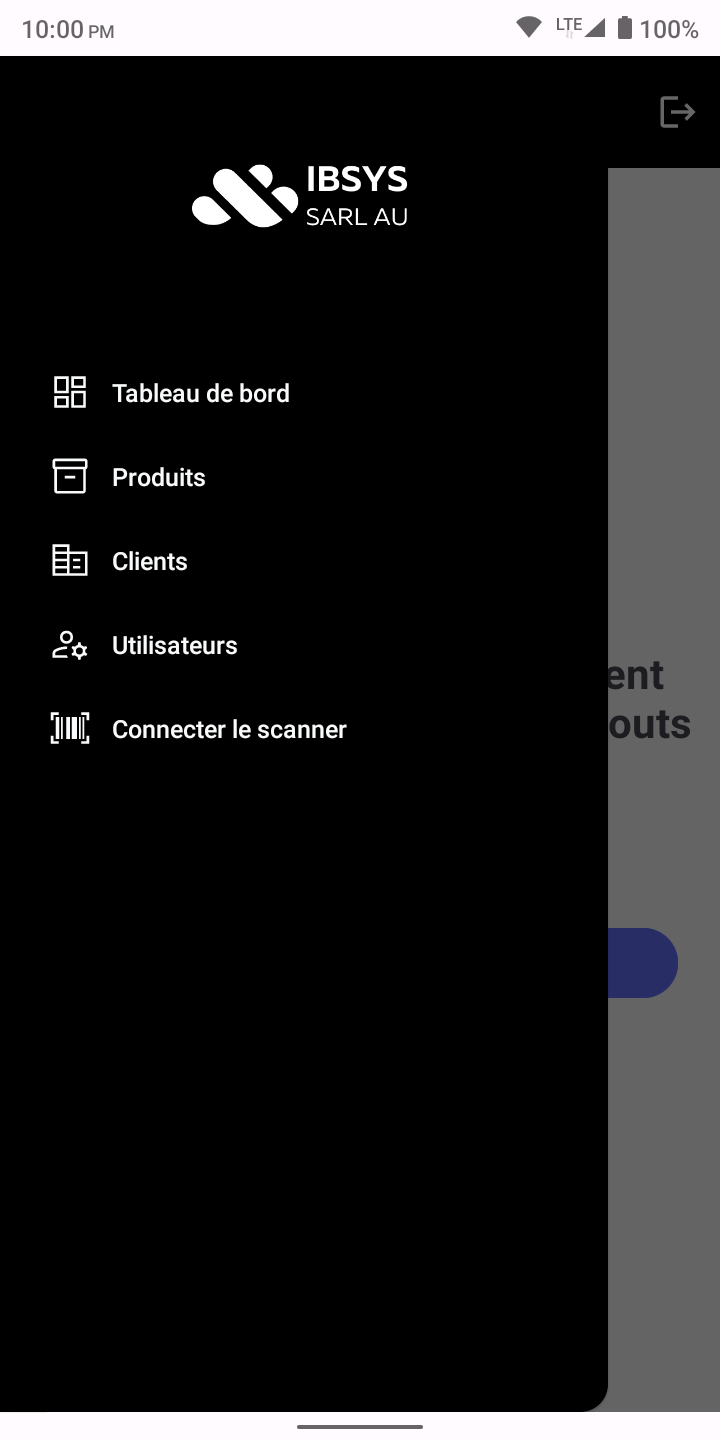 10:00 PM LTE 100%
IBSYS
SARL AU
Tableau de bord
Produits
Clients
Utilisateurs
Connecter le scanner
ent
outs